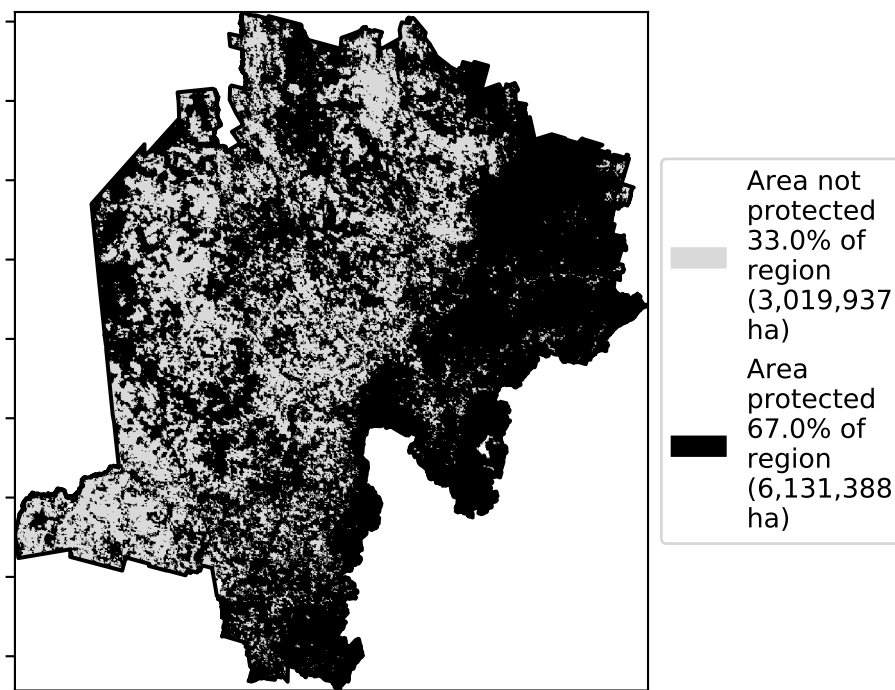 Area not
protected
33.0% of
region
(3,019,937
ha)
Area
protected
67.0% of
region
(6,131,388
ha)